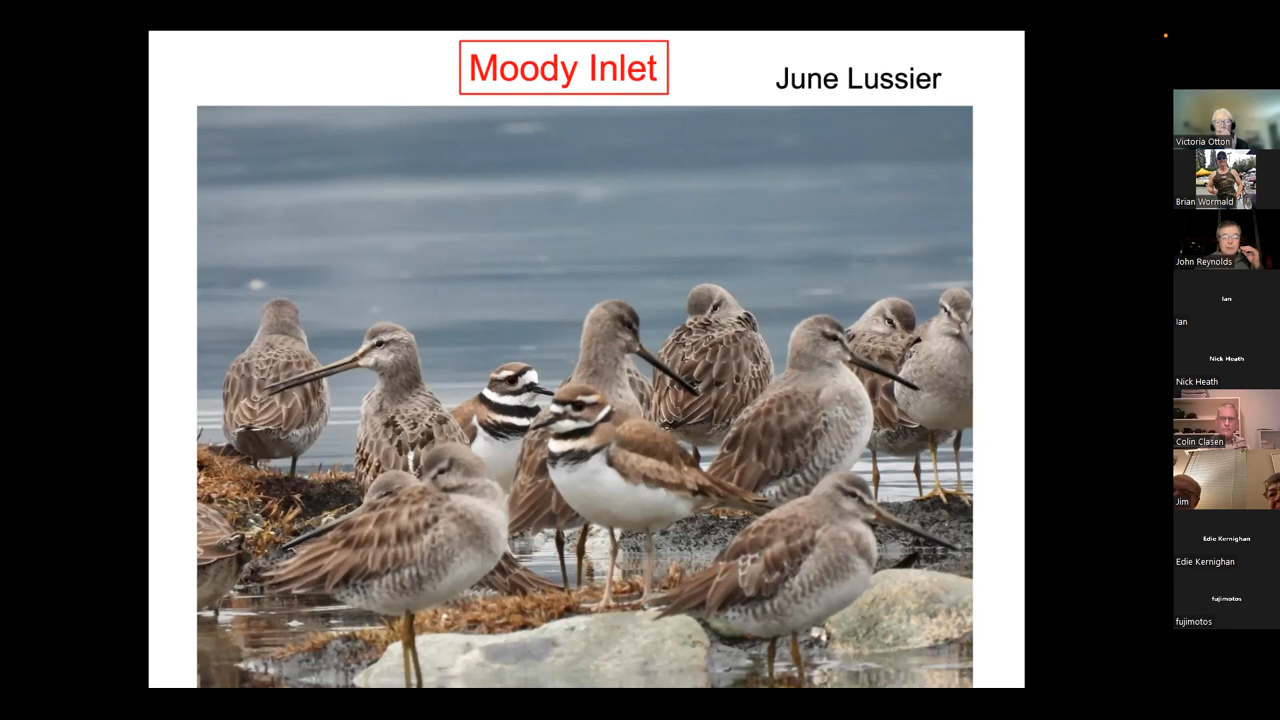 Moody Inlet
June Lussier
Victoria Otton
Brian Wormald
John Reynolds
Ian
Ian
Nick Heath
Nick Heath
Colin Clasen
Jim
Edie Kernighan
Edie Kernighan
fujimotos
fujimotos